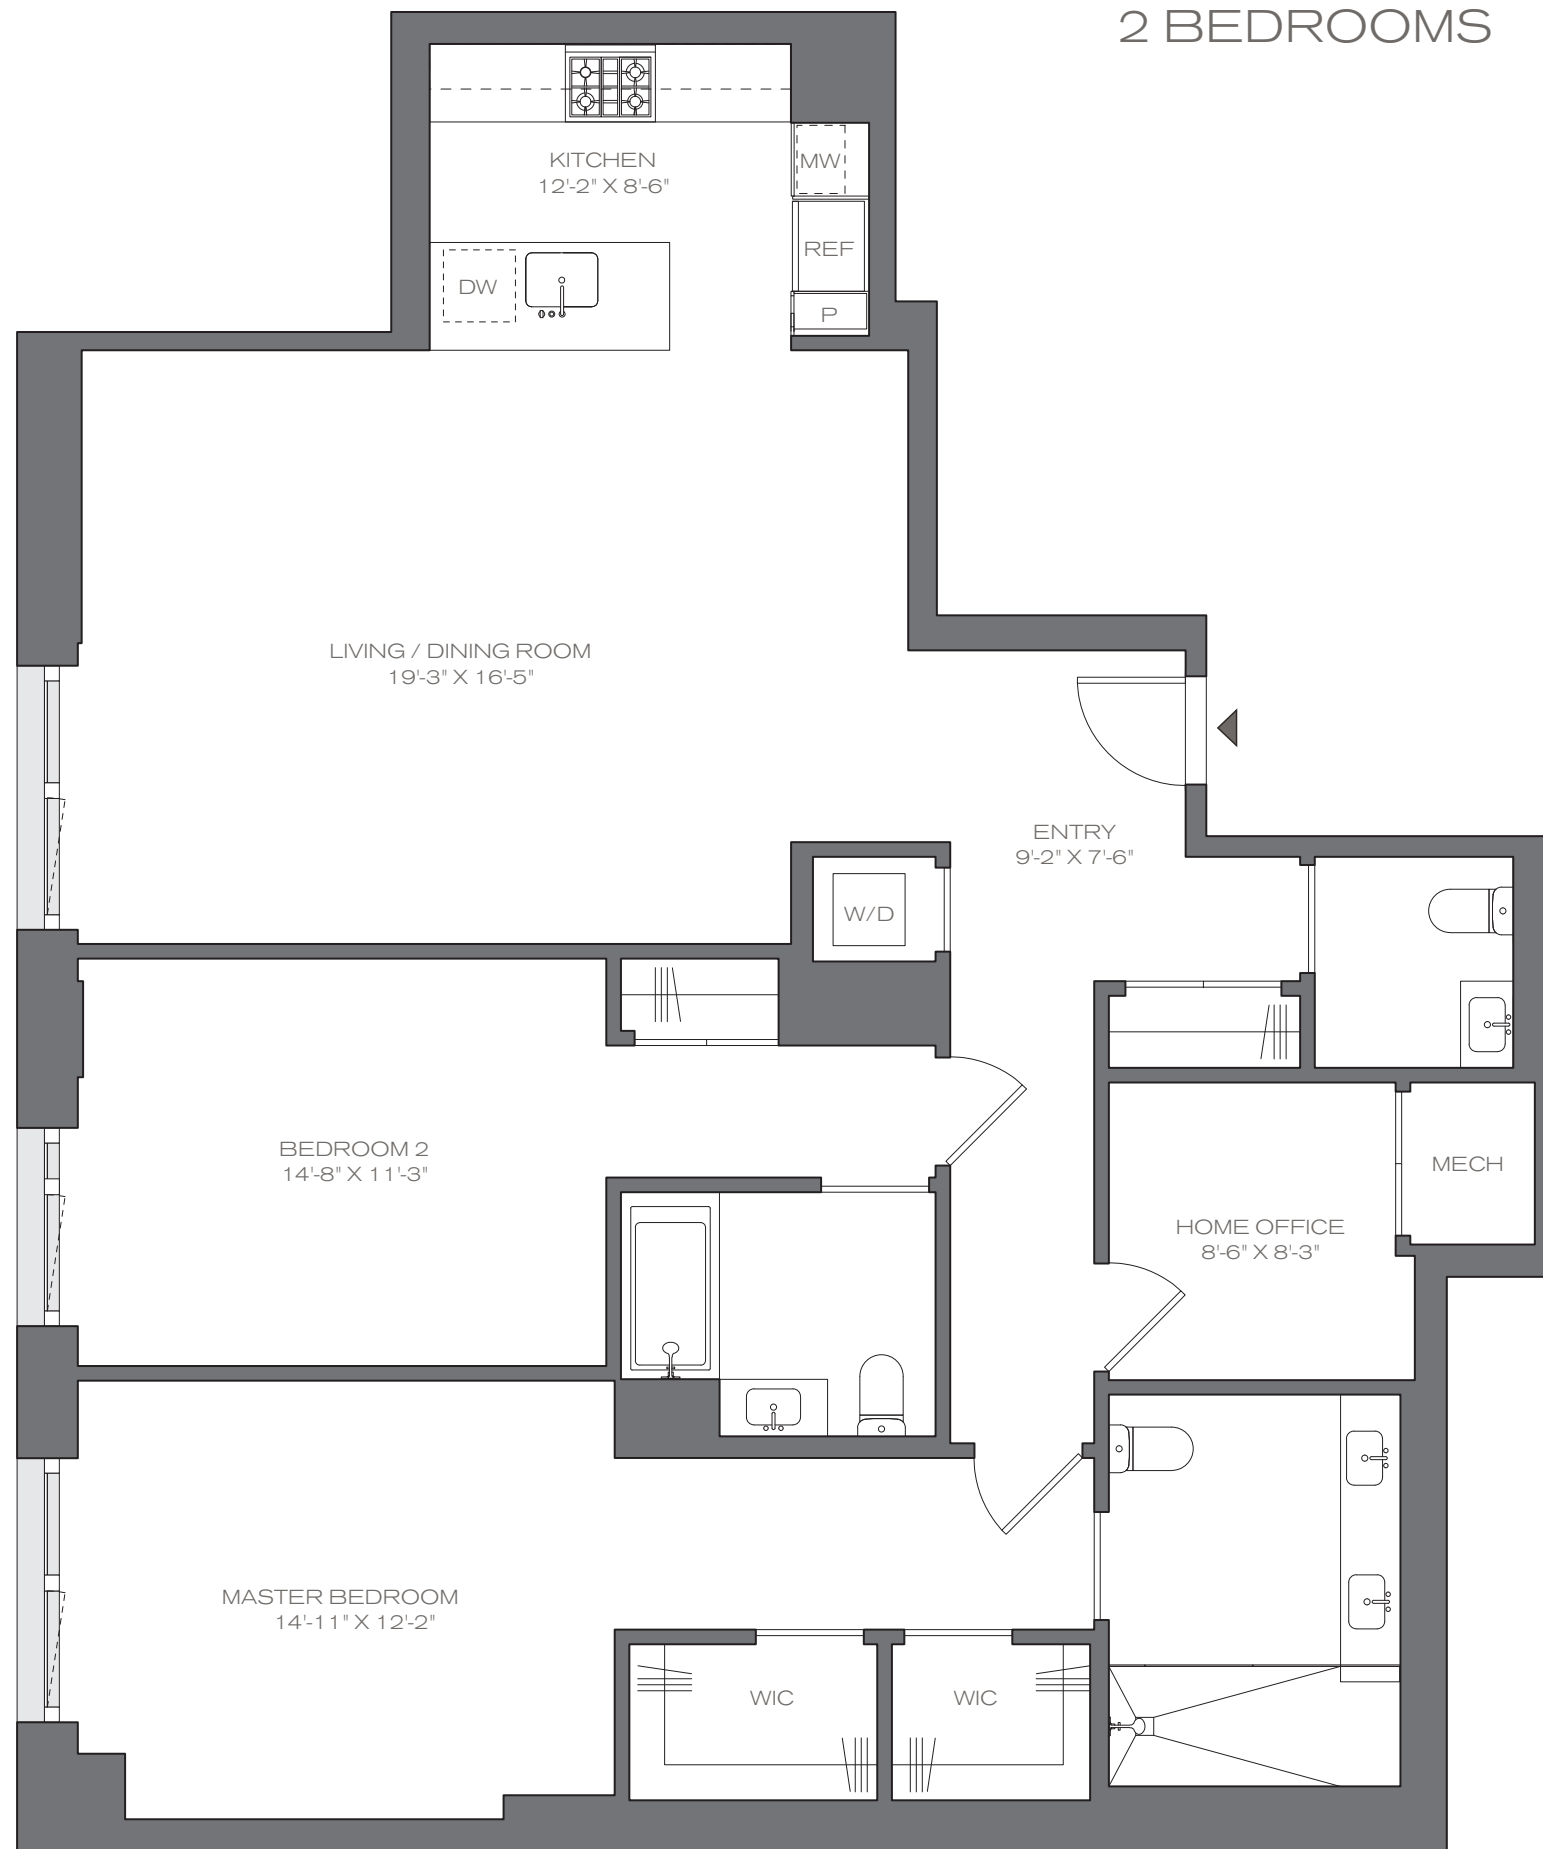 2 BEDROOMS
KITCHEN
12'-2" X 8'-6"
MW
REF
DW
P
LIVING / DINING ROOM
19'-3" X 16'-5"
ENTRY
9'-2" X 7'-6"
W/D
BEDROOM 2
14'-8" X 11'-3"
MECH
HOME OFFICE
8'-6" X 8'-3"
MASTER BEDROOM
14'-11" X 12'-2"
WIC
WIC